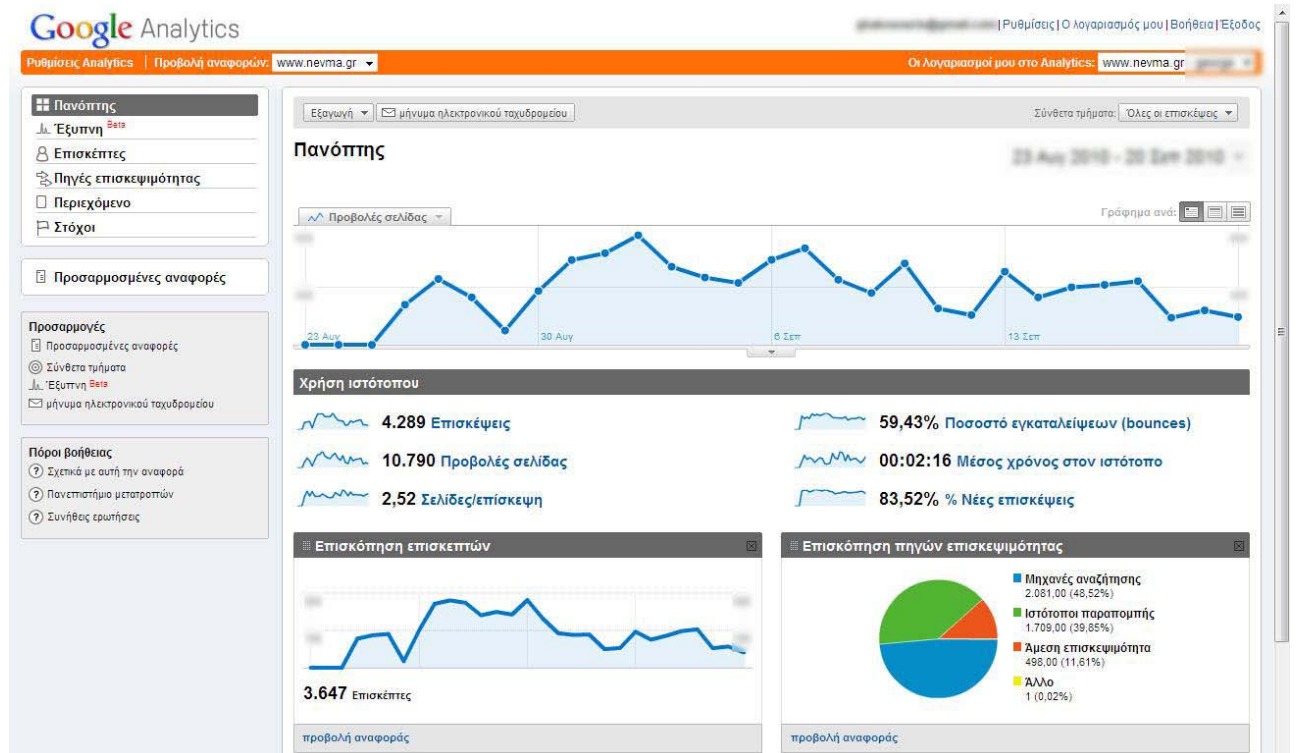 Google Analytics
Ρυθμίσεις | Ο λογαριασμός μου | Βοήθεια | Έξοδος
Ρυθμίσεις Analytics | Προβολή αναφορών: www.nevma.gr
Οι λογαριασμοί μου στο Analytics: www.nevma.gr
Πανόπτης
Έξυπνη Beta
Επισκέπτες
Πηγές επισκεψιμότητας
Περιεχόμενο
Στόχοι
Προσαρμοσμένες αναφορές
Προσαρμογές
Προσαρμοσμένες αναφορές
Σύνθετα τμήματα
Έξυπνη Beta
μήνυμα ηλεκτρονικού ταχυδρομείου
Πόροι βοήθειας
Σχετικά με αυτή την αναφορά
Πανεπιστήμιο μετατροπών
Συνήθεις ερωτήσεις
Εξαγωγή
μήνυμα ηλεκτρονικού ταχυδρομείου
Σύνθετα τμήματα: Όλες οι επισκέψεις
Πανόπτης
23 Αυγ 2010 - 20 Σεπ 2010
Προβολές σελίδας
Γράφημα ανά:
23 Αυγ
30 Αυγ
6 Σεπ
13 Σεπ
Χρήση ιστότοπου
4.289 Επισκέψεις
10.790 Προβολές σελίδας
2,52 Σελίδες/επίσκεψη
59,43% Ποσοστό εγκαταλείψεων (bounces)
00:02:16 Μέσος χρόνος στον ιστότοπο
83,52% % Νέες επισκέψεις
Επισκόπηση επισκεπτών
3.647 Επισκέπτες
προβολή αναφοράς
Επισκόπηση πηγών επισκεψιμότητας
Μηχανές αναζήτησης
2.081,00 (48,52%)
Ιστότοποι παραπομπής
1.709,00 (39,85%)
Άμεση επισκεψιμότητα
498,00 (11,61%)
Άλλο
1 (0,02%)
προβολή αναφοράς